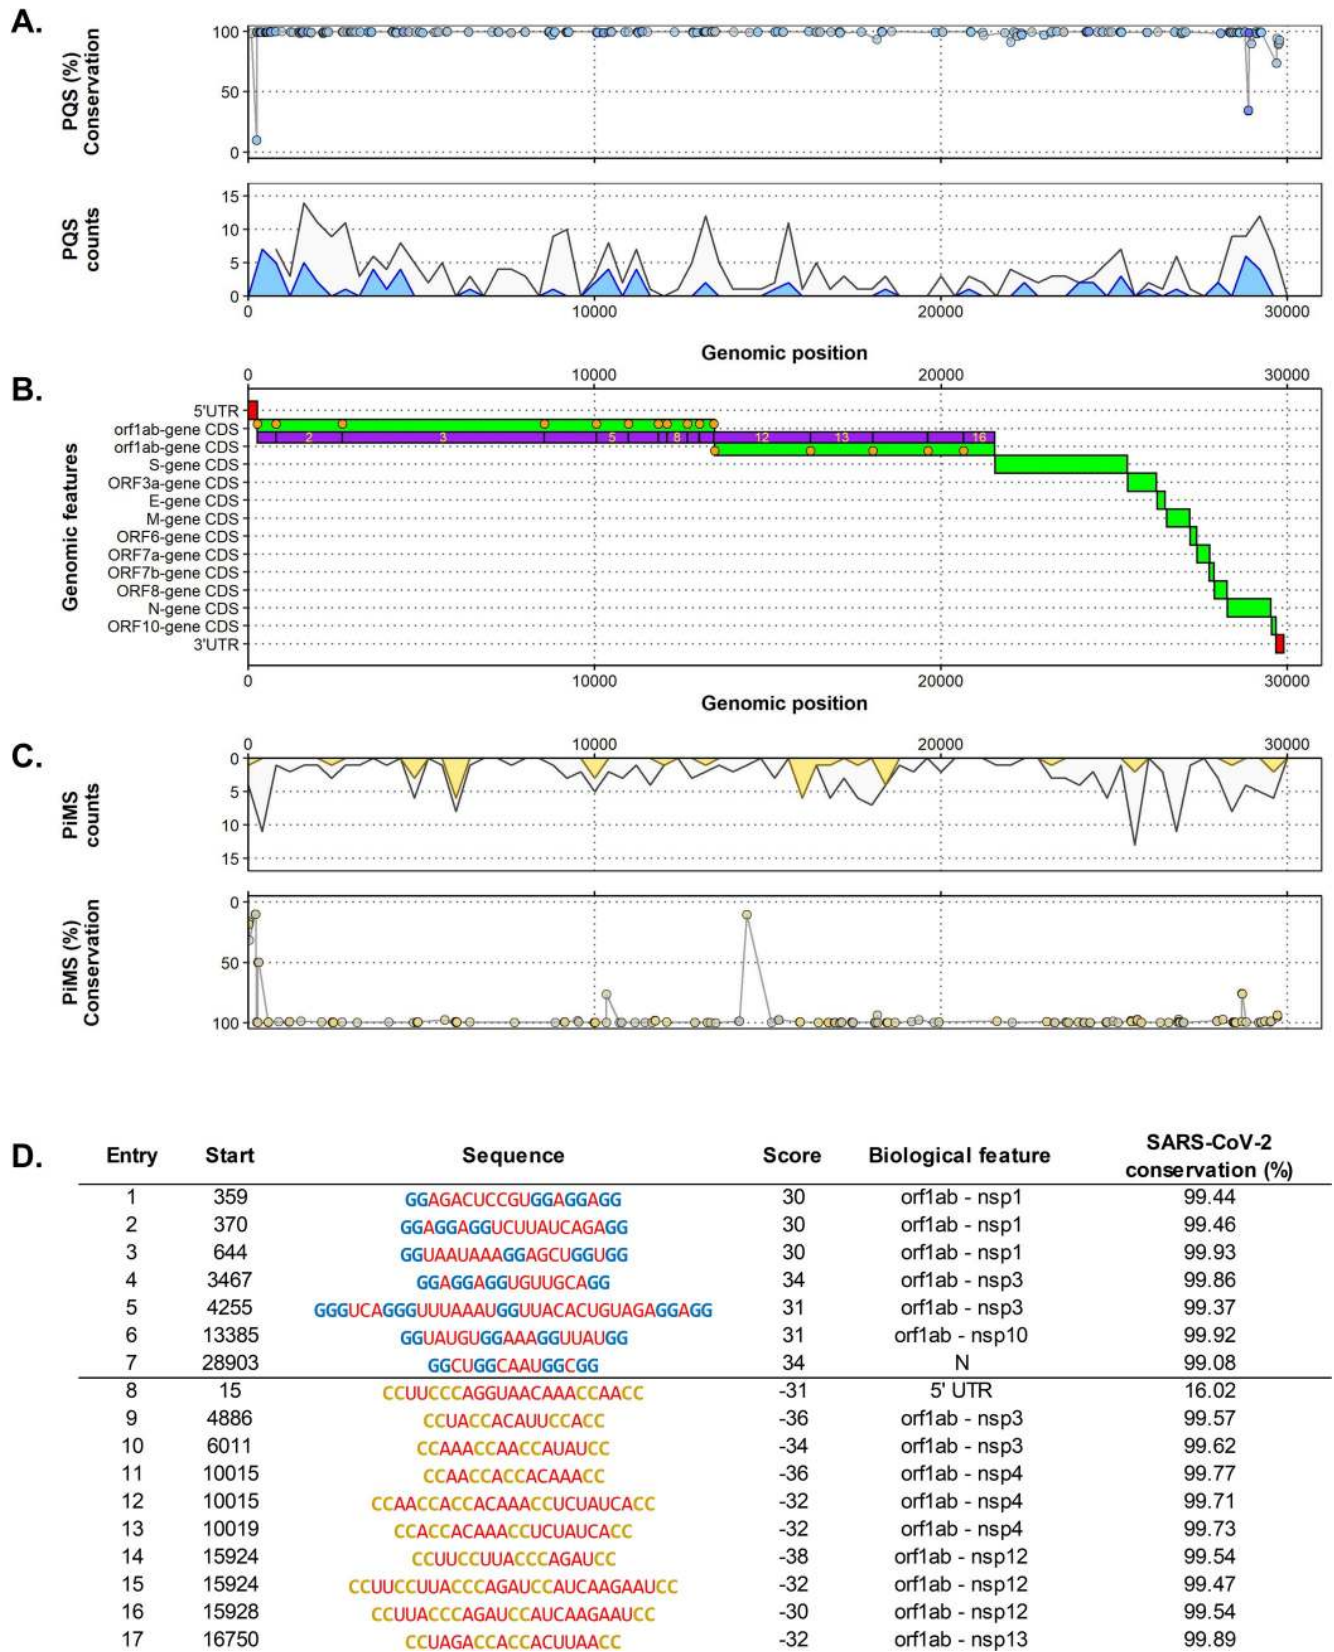 A.
PQS (%)
Conservation
100
50
0
PQS
counts
15
10
5
0
0 10000 20000 30000
Genomic position
B.
0 10000 20000 30000
Genomic features
5'UTR
orf1ab-gene CDS
2 3 5 8 12 13 16
orf1ab-gene CDS
S-gene CDS
ORF3a-gene CDS
E-gene CDS
M-gene CDS
ORF6-gene CDS
ORF7a-gene CDS
ORF7b-gene CDS
ORF8-gene CDS
N-gene CDS
ORF10-gene CDS
3'UTR
0 10000 20000 30000
Genomic position
C.
0 10000 20000 30000
PiMS
counts
0
5
10
15
PiMS (%)
Conservation
0
50
100
D.
Entry Start Sequence Score Biological feature SARS-CoV-2 conservation (%)
1 359 GGAGACUCCGUGGAGGAGG 30 orf1ab - nsp1 99.44
2 370 GGAGGAGGUCUUAUCAGAGG 30 orf1ab - nsp1 99.46
3 644 GGUAAUAAAGGAGCUGGUGG 30 orf1ab - nsp1 99.93
4 3467 GGAGGAGGUGUUGCAGG 34 orf1ab - nsp3 99.86
5 4255 GGGUCAGGGUUUAAAUGGUUACACUGUAGAGGAGG 31 orf1ab - nsp3 99.37
6 13385 GGUAUGUGGAAAGGUUAUGG 31 orf1ab - nsp10 99.92
7 28903 GGCUGGCAAUGGCGG 34 N 99.08
8 15 CCUUCCCAGGUAACAAACCAACC -31 5' UTR 16.02
9 4886 CCUACCACAUUCCACC -36 orf1ab - nsp3 99.57
10 6011 CCAAACCAACCAUAUCC -34 orf1ab - nsp3 99.62
11 10015 CCAACCACCACAAACC -36 orf1ab - nsp4 99.77
12 10015 CCAACCACCACAAACCUCUAUCACC -32 orf1ab - nsp4 99.71
13 10019 CCACCACAAACCUCUAUCACC -32 orf1ab - nsp4 99.73
14 15924 CCUUCCUUACCCAGAUCC -38 orf1ab - nsp12 99.54
15 15924 CCUUCCUUACCCAGAUCCAUCAAGAAUCC -32 orf1ab - nsp12 99.47
16 15928 CCUUACCCAGAUCCAUCAAGAAUCC -30 orf1ab - nsp12 99.54
17 16750 CCUAGACCACCACUUAACC -32 orf1ab - nsp13 99.89